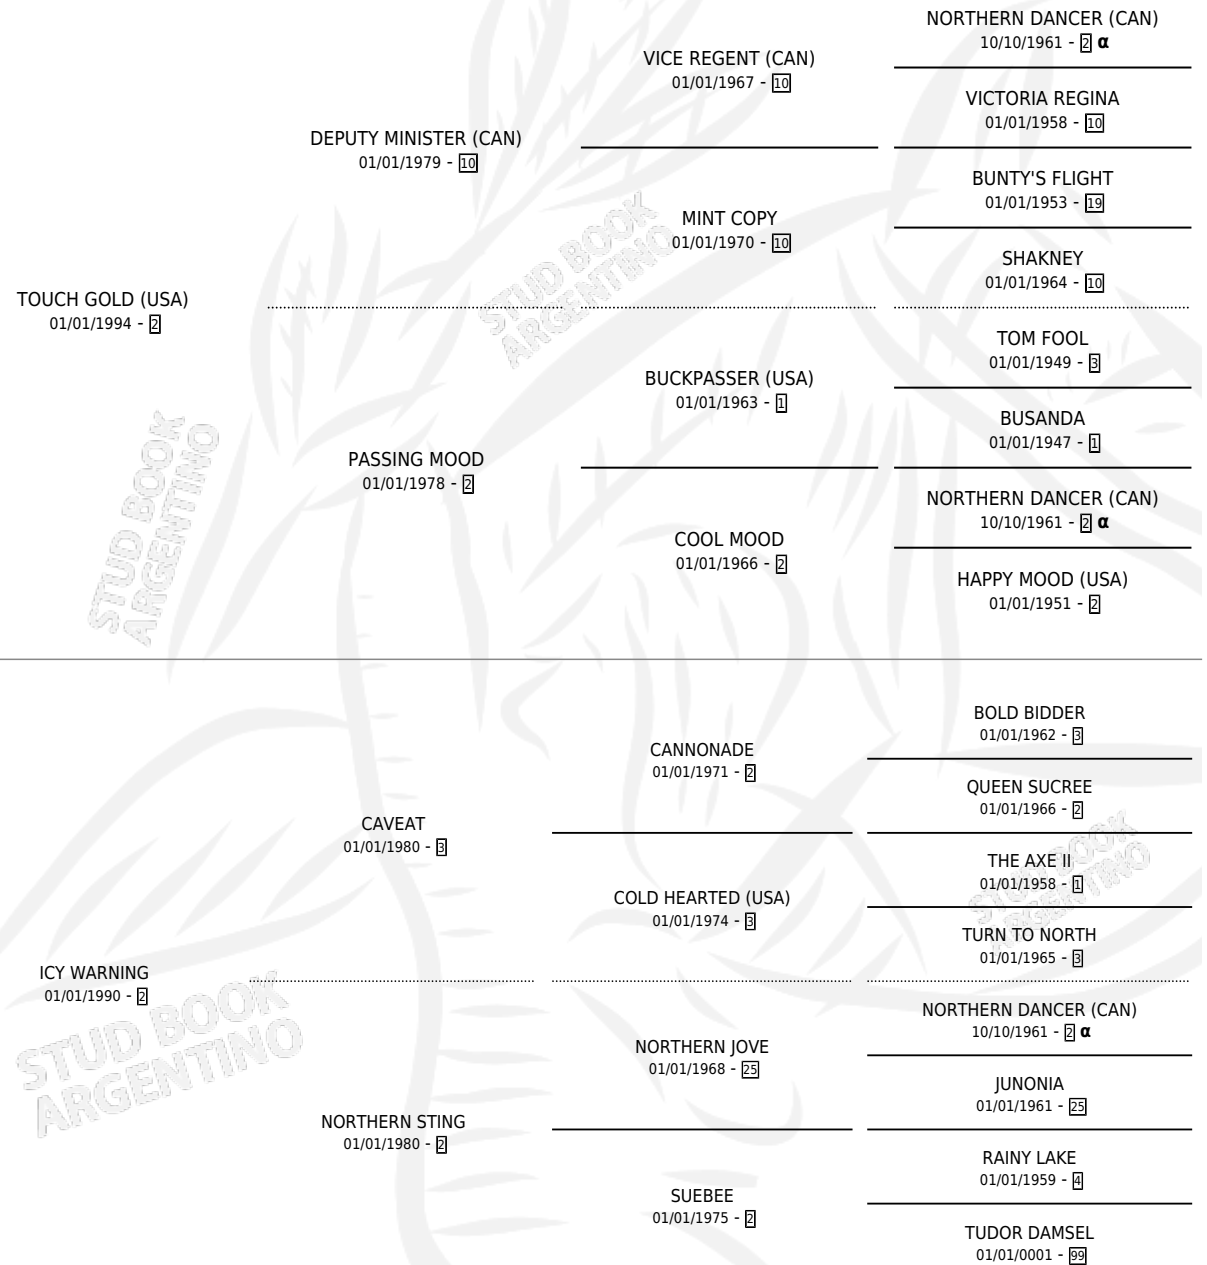 NORTHERN DANCER (CAN)
10/10/1961 - 2 α
VICE REGENT (CAN)
01/01/1967 - 10
VICTORIA REGINA
01/01/1958 - 10
DEPUTY MINISTER (CAN)
01/01/1979 - 10
BUNTY'S FLIGHT
01/01/1953 - 19
MINT COPY
01/01/1970 - 10
SHAKNEY
01/01/1964 - 10
TOUCH GOLD (USA)
01/01/1994 - 2
TOM FOOL
01/01/1949 - 3
BUCKPASSER (USA)
01/01/1963 - 1
BUSANDA
01/01/1947 - 1
PASSING MOOD
01/01/1978 - 2
NORTHERN DANCER (CAN)
10/10/1961 - 2 α
COOL MOOD
01/01/1966 - 2
HAPPY MOOD (USA)
01/01/1951 - 2
BOLD BIDDER
01/01/1962 - 3
CANNONADE
01/01/1971 - 2
QUEEN SUCREE
01/01/1966 - 2
CAVEAT
01/01/1980 - 3
THE AXE II
01/01/1958 - 1
COLD HEARTED (USA)
01/01/1974 - 3
TURN TO NORTH
01/01/1965 - 3
ICY WARNING
01/01/1990 - 2
NORTHERN DANCER (CAN)
10/10/1961 - 2 α
NORTHERN JOVE
01/01/1968 - 25
JUNONIA
01/01/1961 - 25
NORTHERN STING
01/01/1980 - 2
RAINY LAKE
01/01/1959 - 4
SUEBEE
01/01/1975 - 2
TUDOR DAMSEL
01/01/0001 - 99
STUD BOOK
ARGENTINO
STUD BOOK
ARGENTINO
STUD BOOK
ARGENTINO
STUD BOOK
ARGENTINO